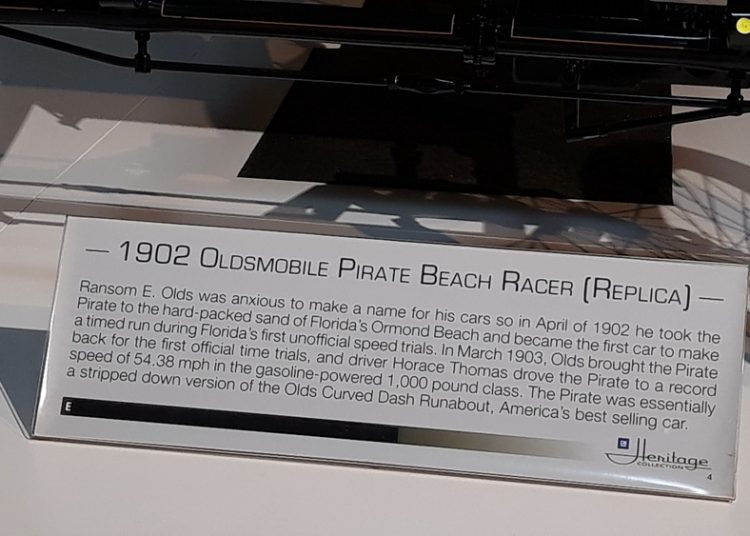 — 1902 OLDSMOBILE PIRATE BEACH RACER (REPLICA) —
Ransom E. Olds was anxious to make a name for his cars so in April of 1902 he took the
Pirate to the hard-packed sand of Florida's Ormond Beach and became the first car to make
a timed run during Florida's first unofficial speed trials. In March 1903, Olds brought the Pirate
back for the first official time trials, and driver Horace Thomas drove the Pirate to a record
speed of 54.38 mph in the gasoline-powered 1,000 pound class. The Pirate was essentially
a stripped down version of the Olds Curved Dash Runabout, America's best selling car.
E
GM Heritage
COLLECTION
4